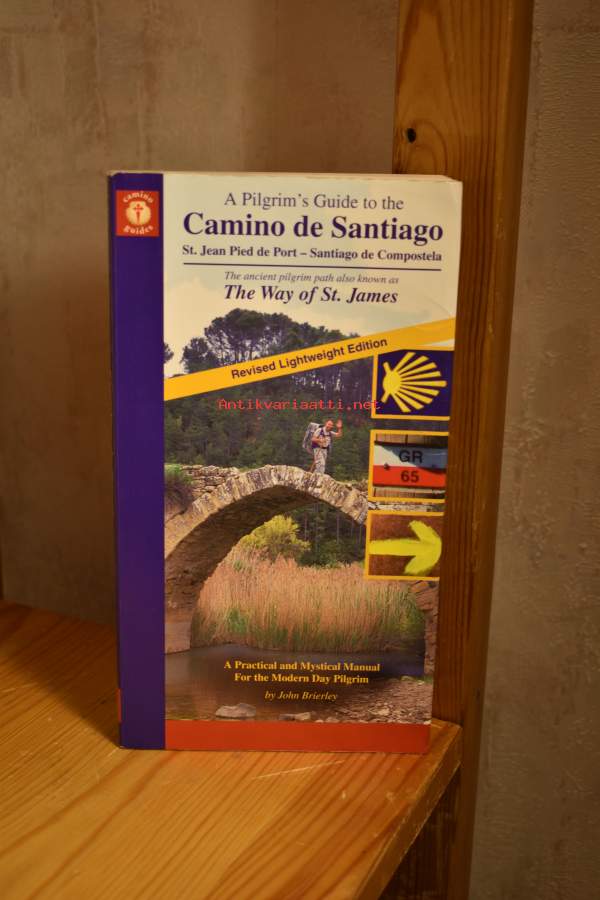 camino
guides
A Pilgrim's Guide to the
Camino de Santiago
St. Jean Pied de Port – Santiago de Compostela
The ancient pilgrim path also known as
The Way of St. James
Revised Lightweight Edition
Antikvariaatti.net
GR
65
A Practical and Mystical Manual
For the Modern Day Pilgrim
by John Brierley